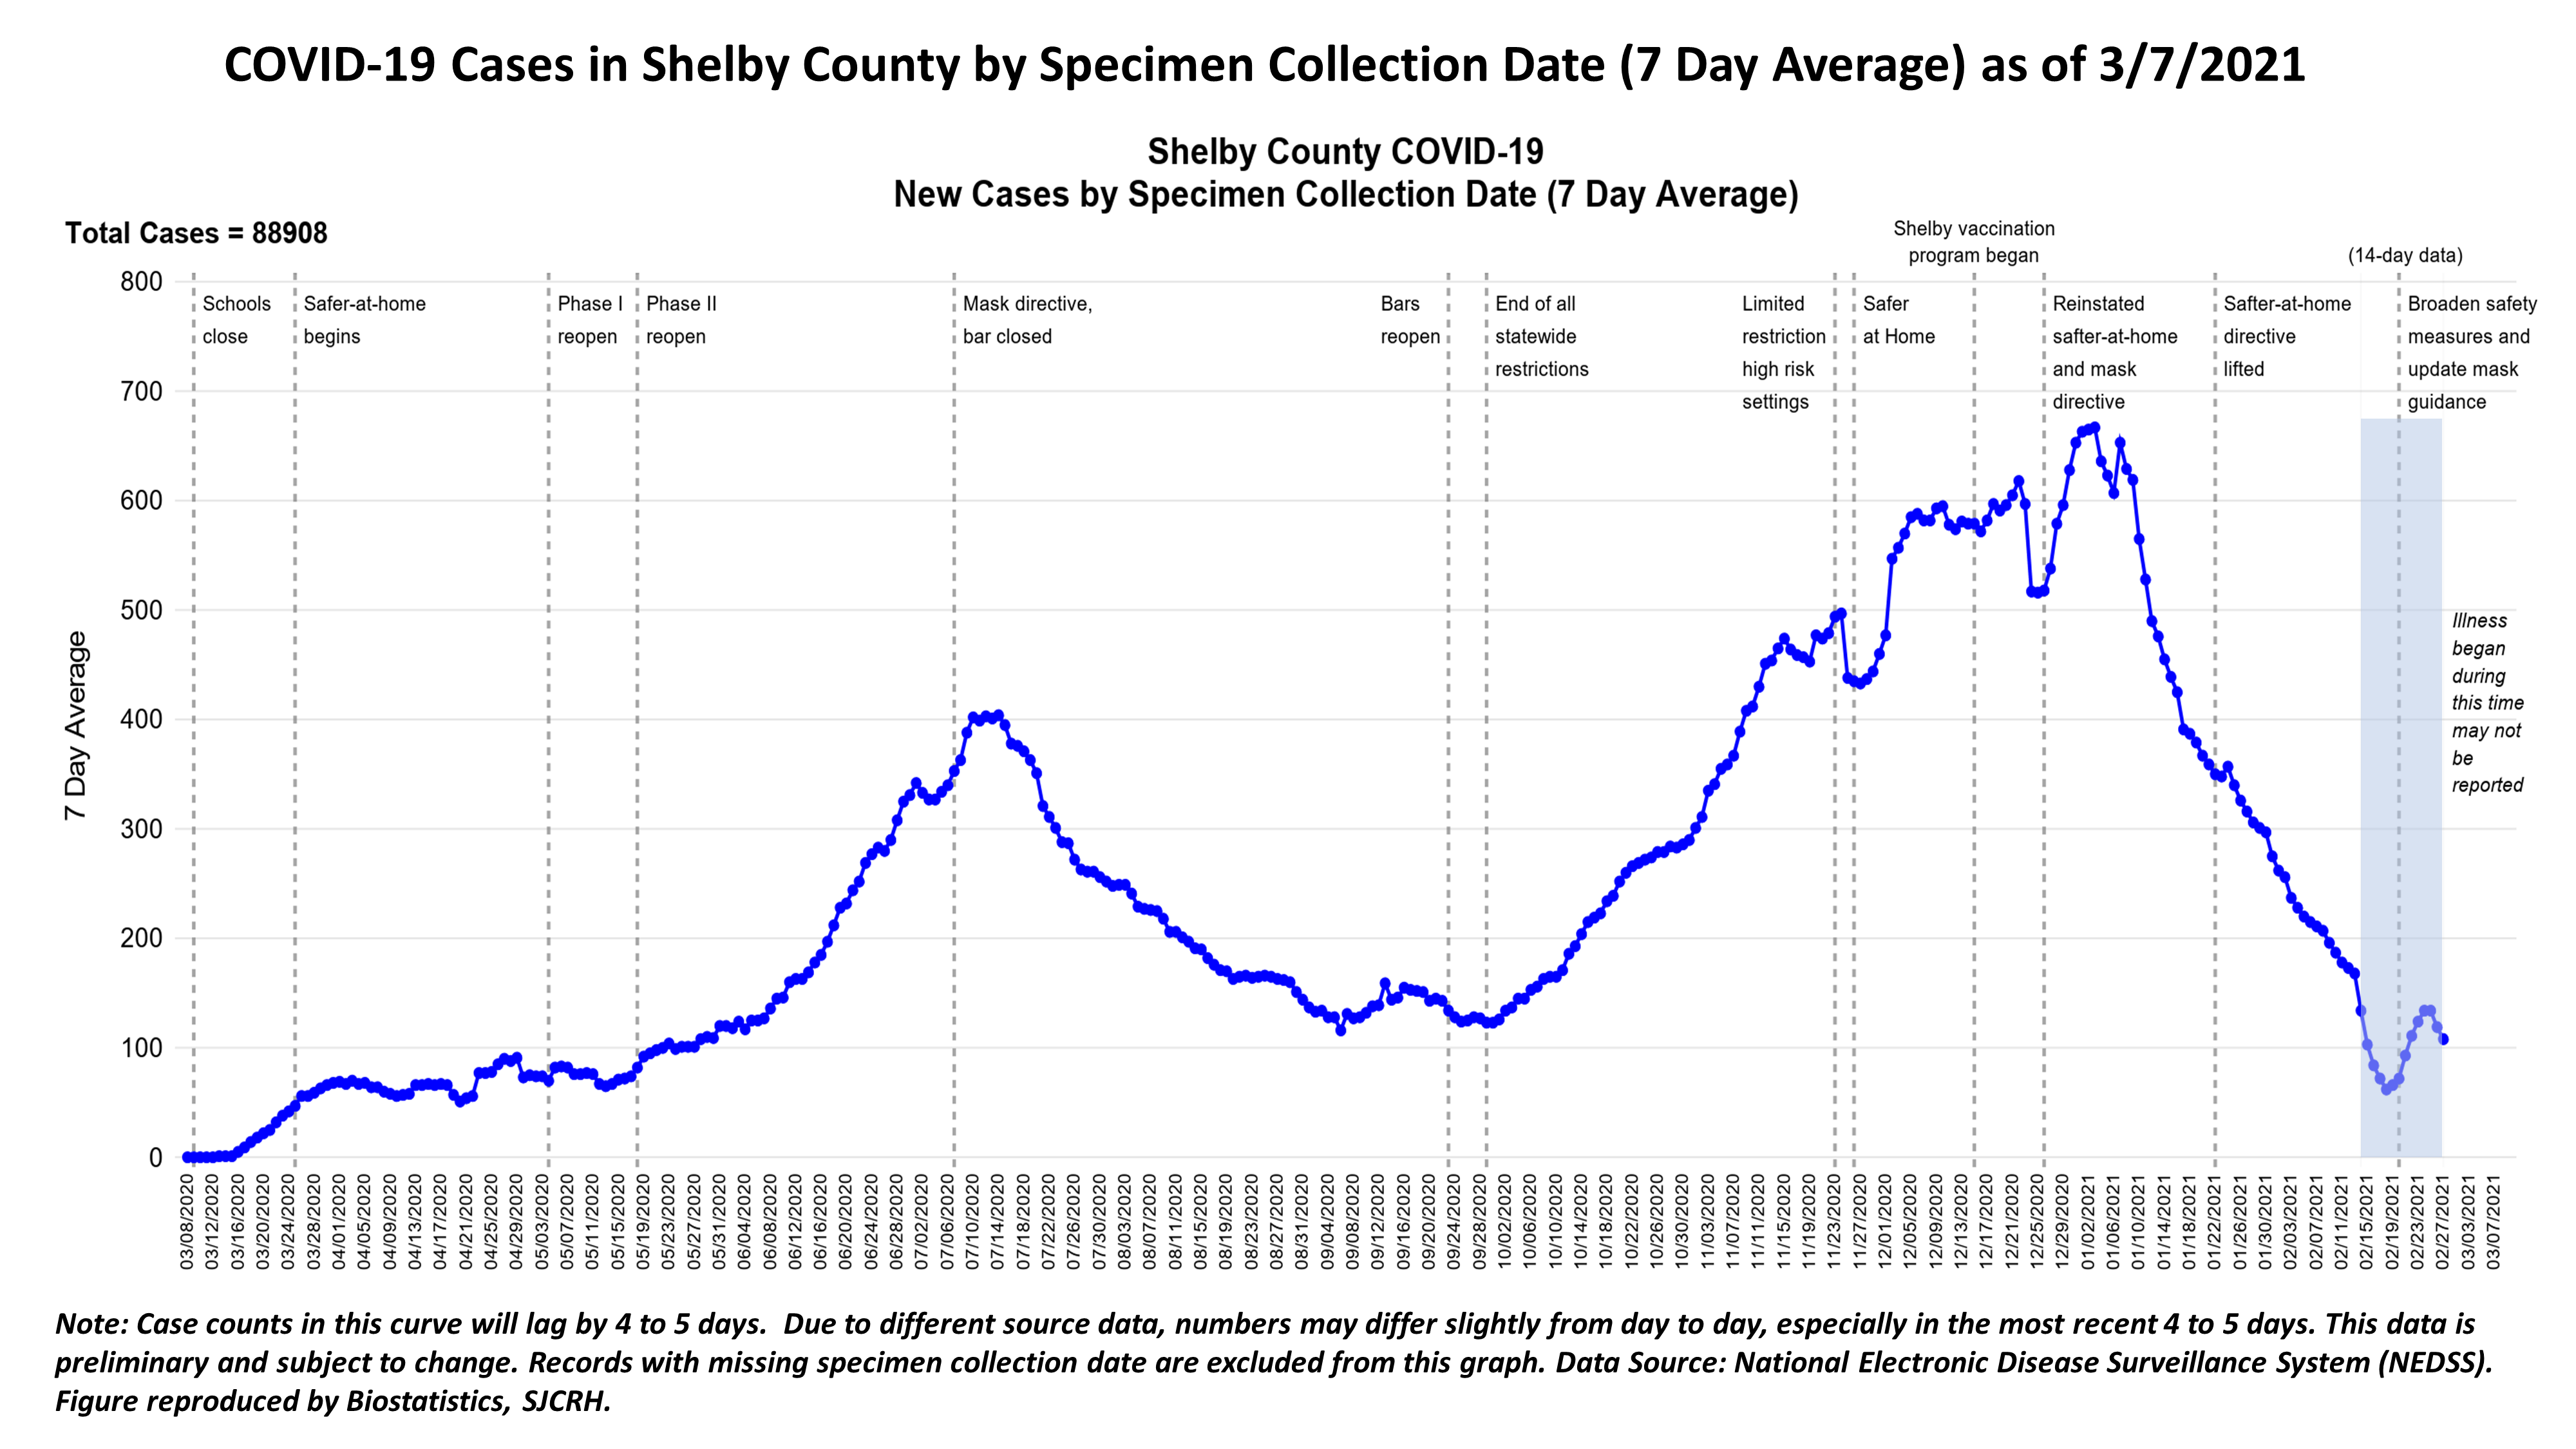 COVID-19 Cases in Shelby County by Specimen Collection Date (7 Day Average) as of 3/7/2021
Shelby County COVID-19
New Cases by Specimen Collection Date (7 Day Average)
Total Cases = 88908
Shelby vaccination
program began
(14-day data)
Schools
close
Safer-at-home
begins
Phase I
reopen
Phase II
reopen
Mask directive,
bar closed
Bars
reopen
End of all
statewide
restrictions
Limited
restriction
high risk
settings
Safer
at Home
Reinstated
safter-at-home
and mask
directive
Safter-at-home
directive
lifted
Broaden safety
measures and
update mask
guidance
Illness
began
during
this time
may not
be
reported
7 Day Average
800
700
600
500
400
300
200
100
0
03/08/2020
03/12/2020
03/16/2020
03/20/2020
03/24/2020
03/28/2020
04/01/2020
04/05/2020
04/09/2020
04/13/2020
04/17/2020
04/21/2020
04/25/2020
04/29/2020
05/03/2020
05/07/2020
05/11/2020
05/15/2020
05/19/2020
05/23/2020
05/27/2020
05/31/2020
06/04/2020
06/08/2020
06/12/2020
06/16/2020
06/20/2020
06/24/2020
06/28/2020
07/02/2020
07/06/2020
07/10/2020
07/14/2020
07/18/2020
07/22/2020
07/26/2020
07/30/2020
08/03/2020
08/07/2020
08/11/2020
08/15/2020
08/19/2020
08/23/2020
08/27/2020
08/31/2020
09/04/2020
09/08/2020
09/12/2020
09/16/2020
09/20/2020
09/24/2020
09/28/2020
10/02/2020
10/06/2020
10/10/2020
10/14/2020
10/18/2020
10/22/2020
10/26/2020
10/30/2020
11/03/2020
11/07/2020
11/11/2020
11/15/2020
11/19/2020
11/23/2020
11/27/2020
12/01/2020
12/05/2020
12/09/2020
12/13/2020
12/17/2020
12/21/2020
12/25/2020
12/29/2020
01/02/2021
01/06/2021
01/10/2021
01/14/2021
01/18/2021
01/22/2021
01/26/2021
01/30/2021
02/03/2021
02/07/2021
02/11/2021
02/15/2021
02/19/2021
02/23/2021
02/27/2021
03/03/2021
03/07/2021
Note: Case counts in this curve will lag by 4 to 5 days.  Due to different source data, numbers may differ slightly from day to day, especially in the most recent 4 to 5 days. This data is
preliminary and subject to change. Records with missing specimen collection date are excluded from this graph. Data Source: National Electronic Disease Surveillance System (NEDSS).
Figure reproduced by Biostatistics, SJCRH.